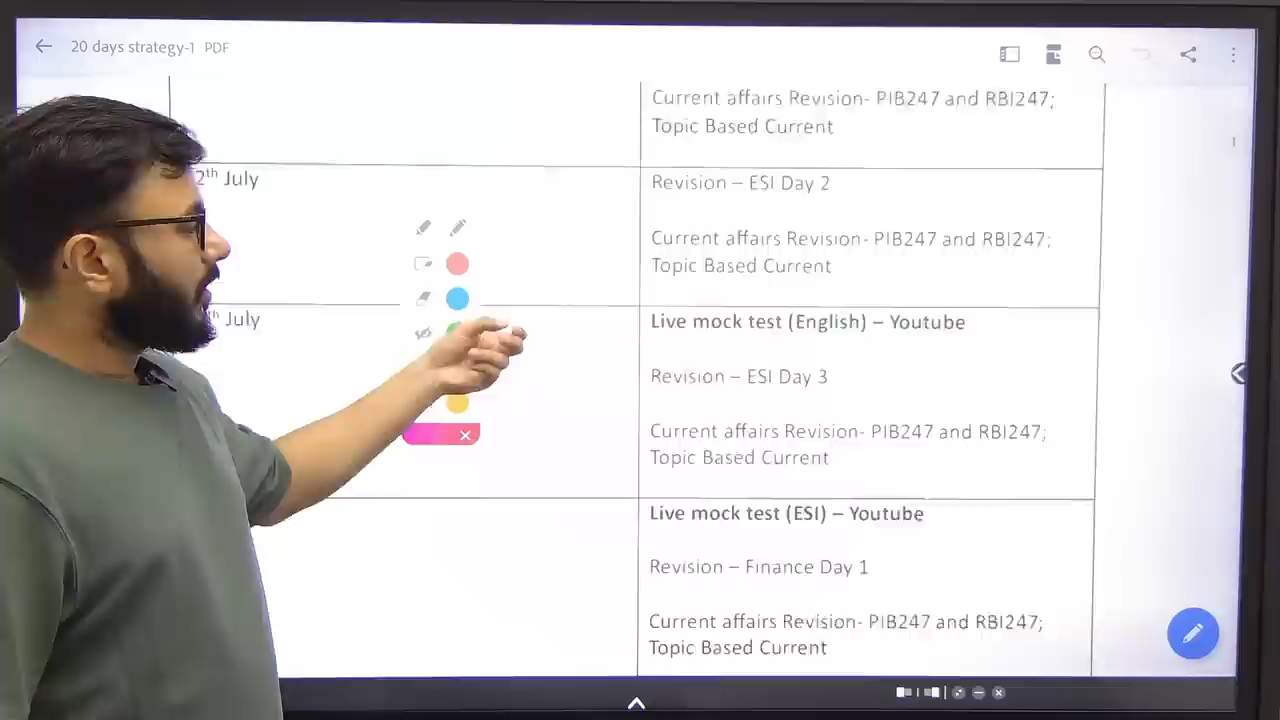 20 days strategy-1 PDF
Current affairs Revision- PIB247 and RBI247;
Topic Based Current
2th July
Revision – ESI Day 2
Current affairs Revision- PIB247 and RBI247;
Topic Based Current
th July
Live mock test (English) – Youtube
Revision – ESI Day 3
Current affairs Revision- PIB247 and RBI247;
Topic Based Current
Live mock test (ESI) – Youtube
Revision – Finance Day 1
Current affairs Revision- PIB247 and RBI247;
Topic Based Current